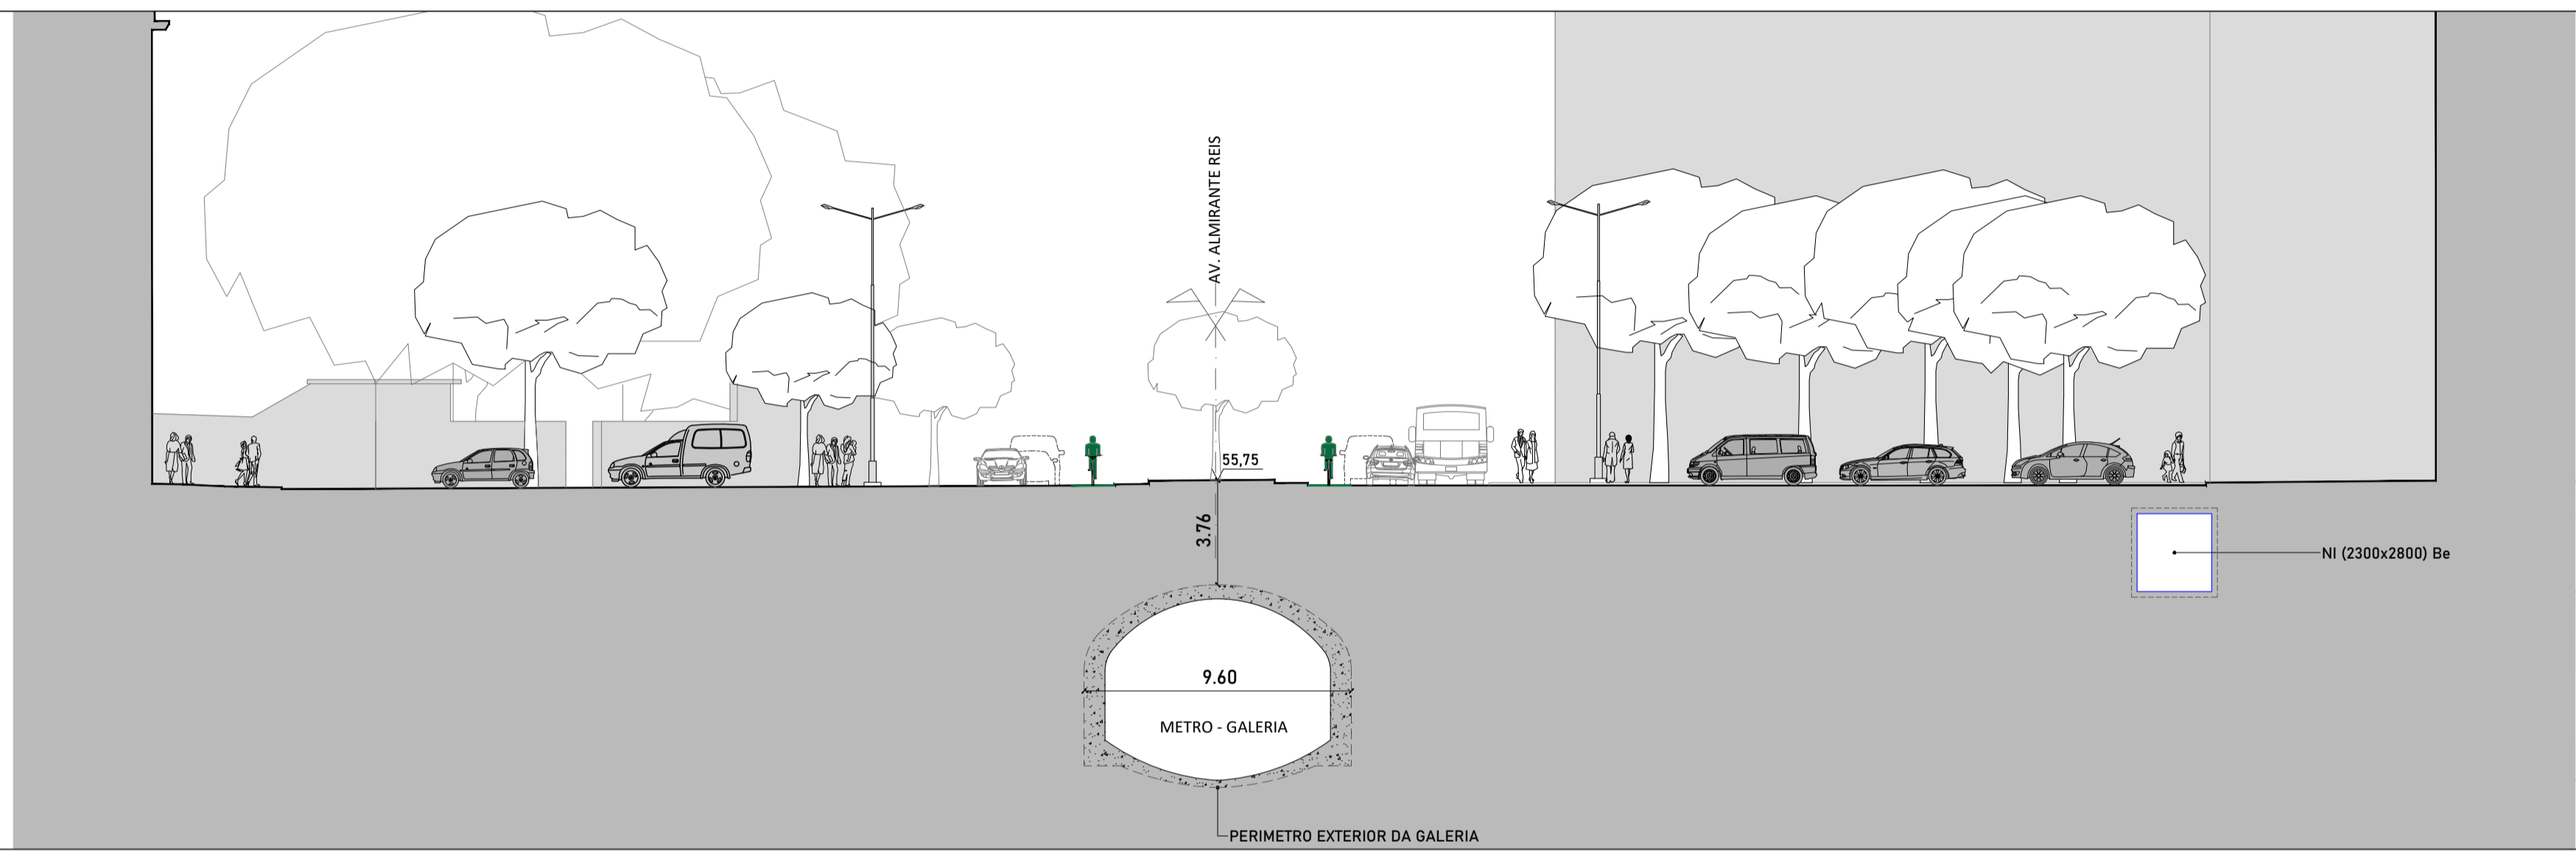 AV. ALMIRANTE REIS
55,75
3.76
NI (2300x2800) Be
9.60
METRO - GALERIA
PERIMETRO EXTERIOR DA GALERIA